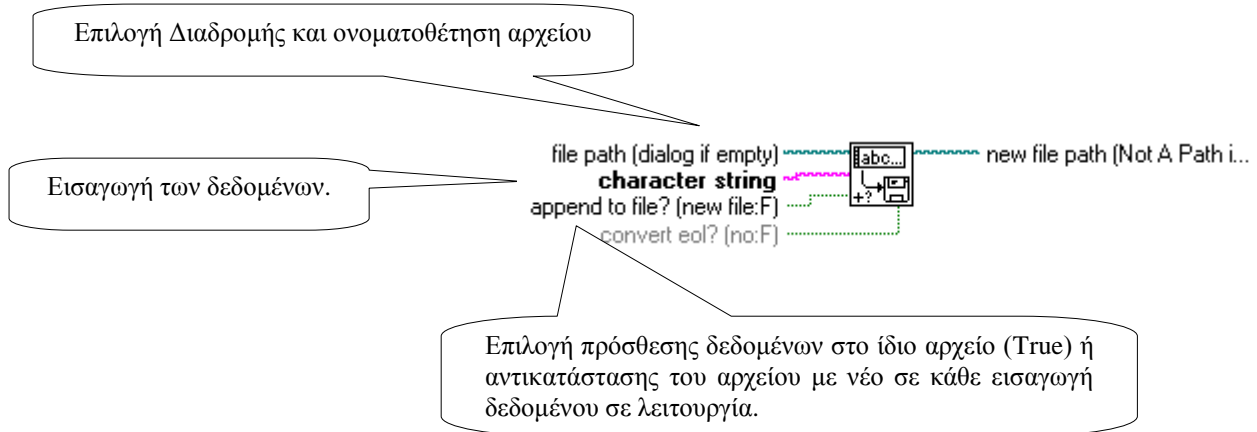 Επιλογή Διαδρομής και ονοματοθέτηση αρχείου
file path (dialog if empty)
abc...
new file path (Not A Path i...
Εισαγωγή των δεδομένων.
character string
append to file? (new file:F)
+?
convert eol? (no:F)
Επιλογή πρόσθεσης δεδομένων στο ίδιο αρχείο (True) ή
αντικατάστασης του αρχείου με νέο σε κάθε εισαγωγή
δεδομένου σε λειτουργία.